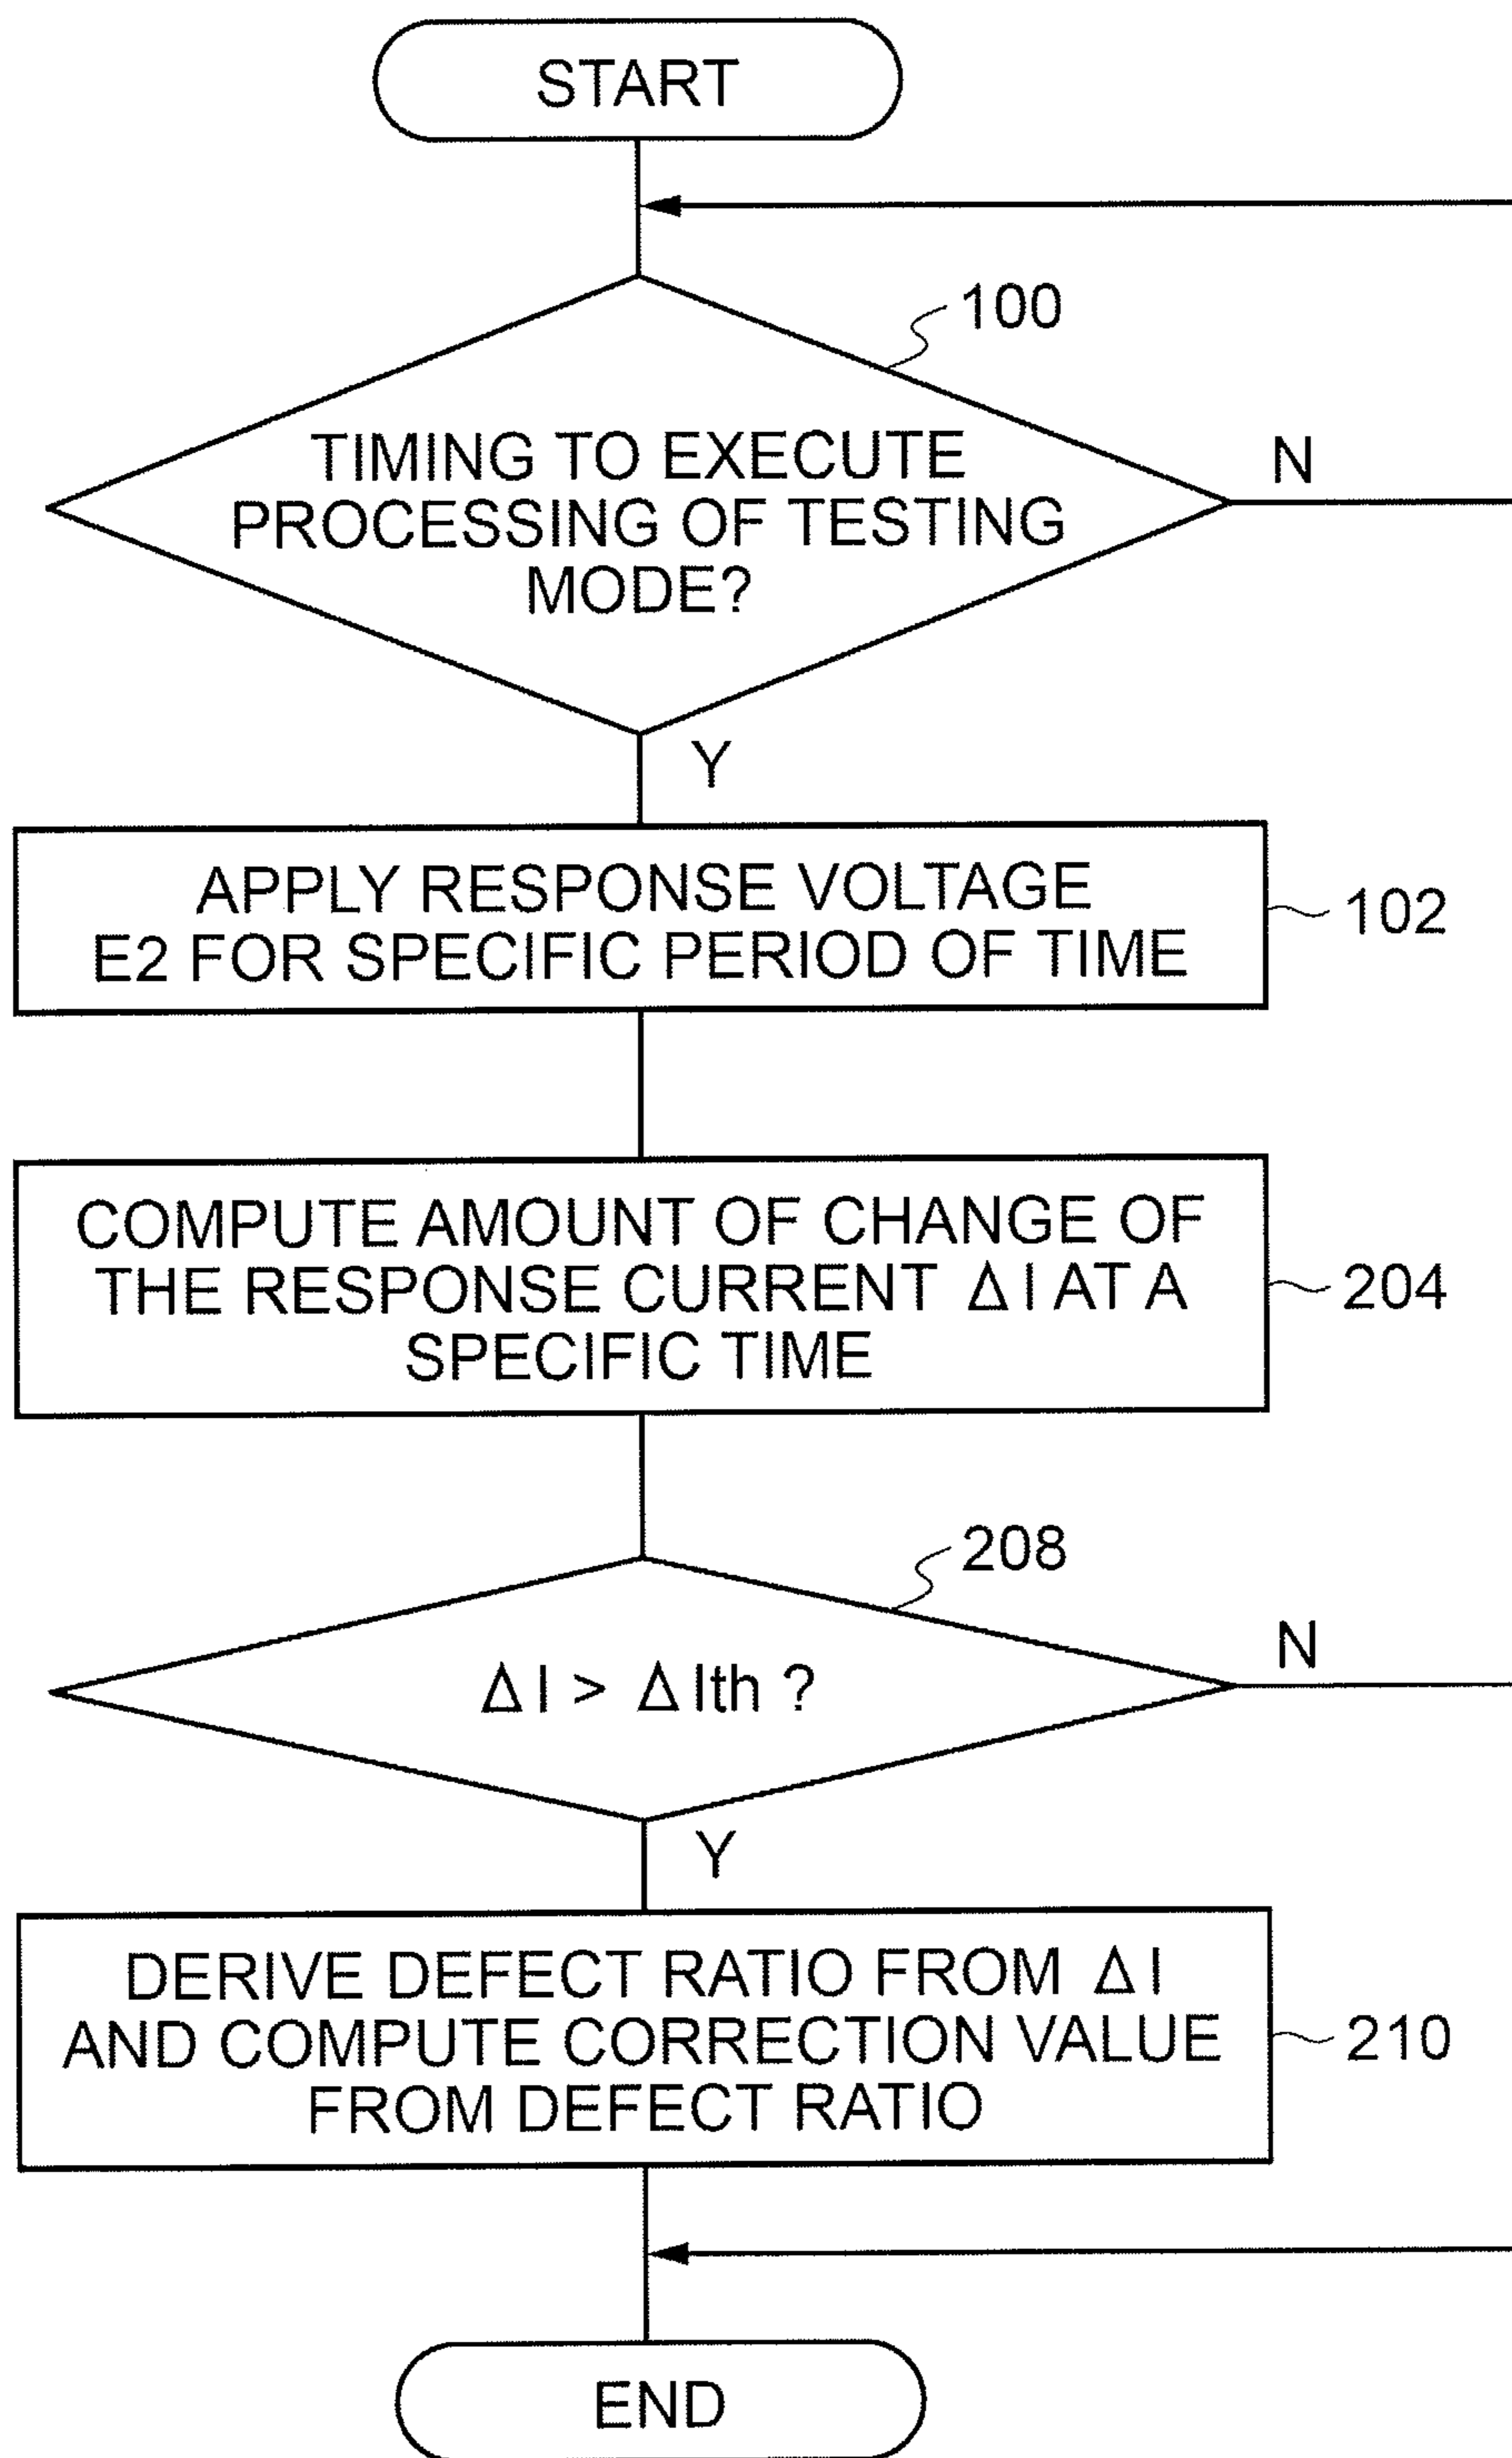 START
100
TIMING TO EXECUTE
PROCESSING OF TESTING
MODE?
N
Y
APPLY RESPONSE VOLTAGE
E2 FOR SPECIFIC PERIOD OF TIME
102
COMPUTE AMOUNT OF CHANGE OF
THE RESPONSE CURRENT ΔI AT A
SPECIFIC TIME
204
208
ΔI > ΔIth ?
N
Y
DERIVE DEFECT RATIO FROM ΔI
AND COMPUTE CORRECTION VALUE
FROM DEFECT RATIO
210
END